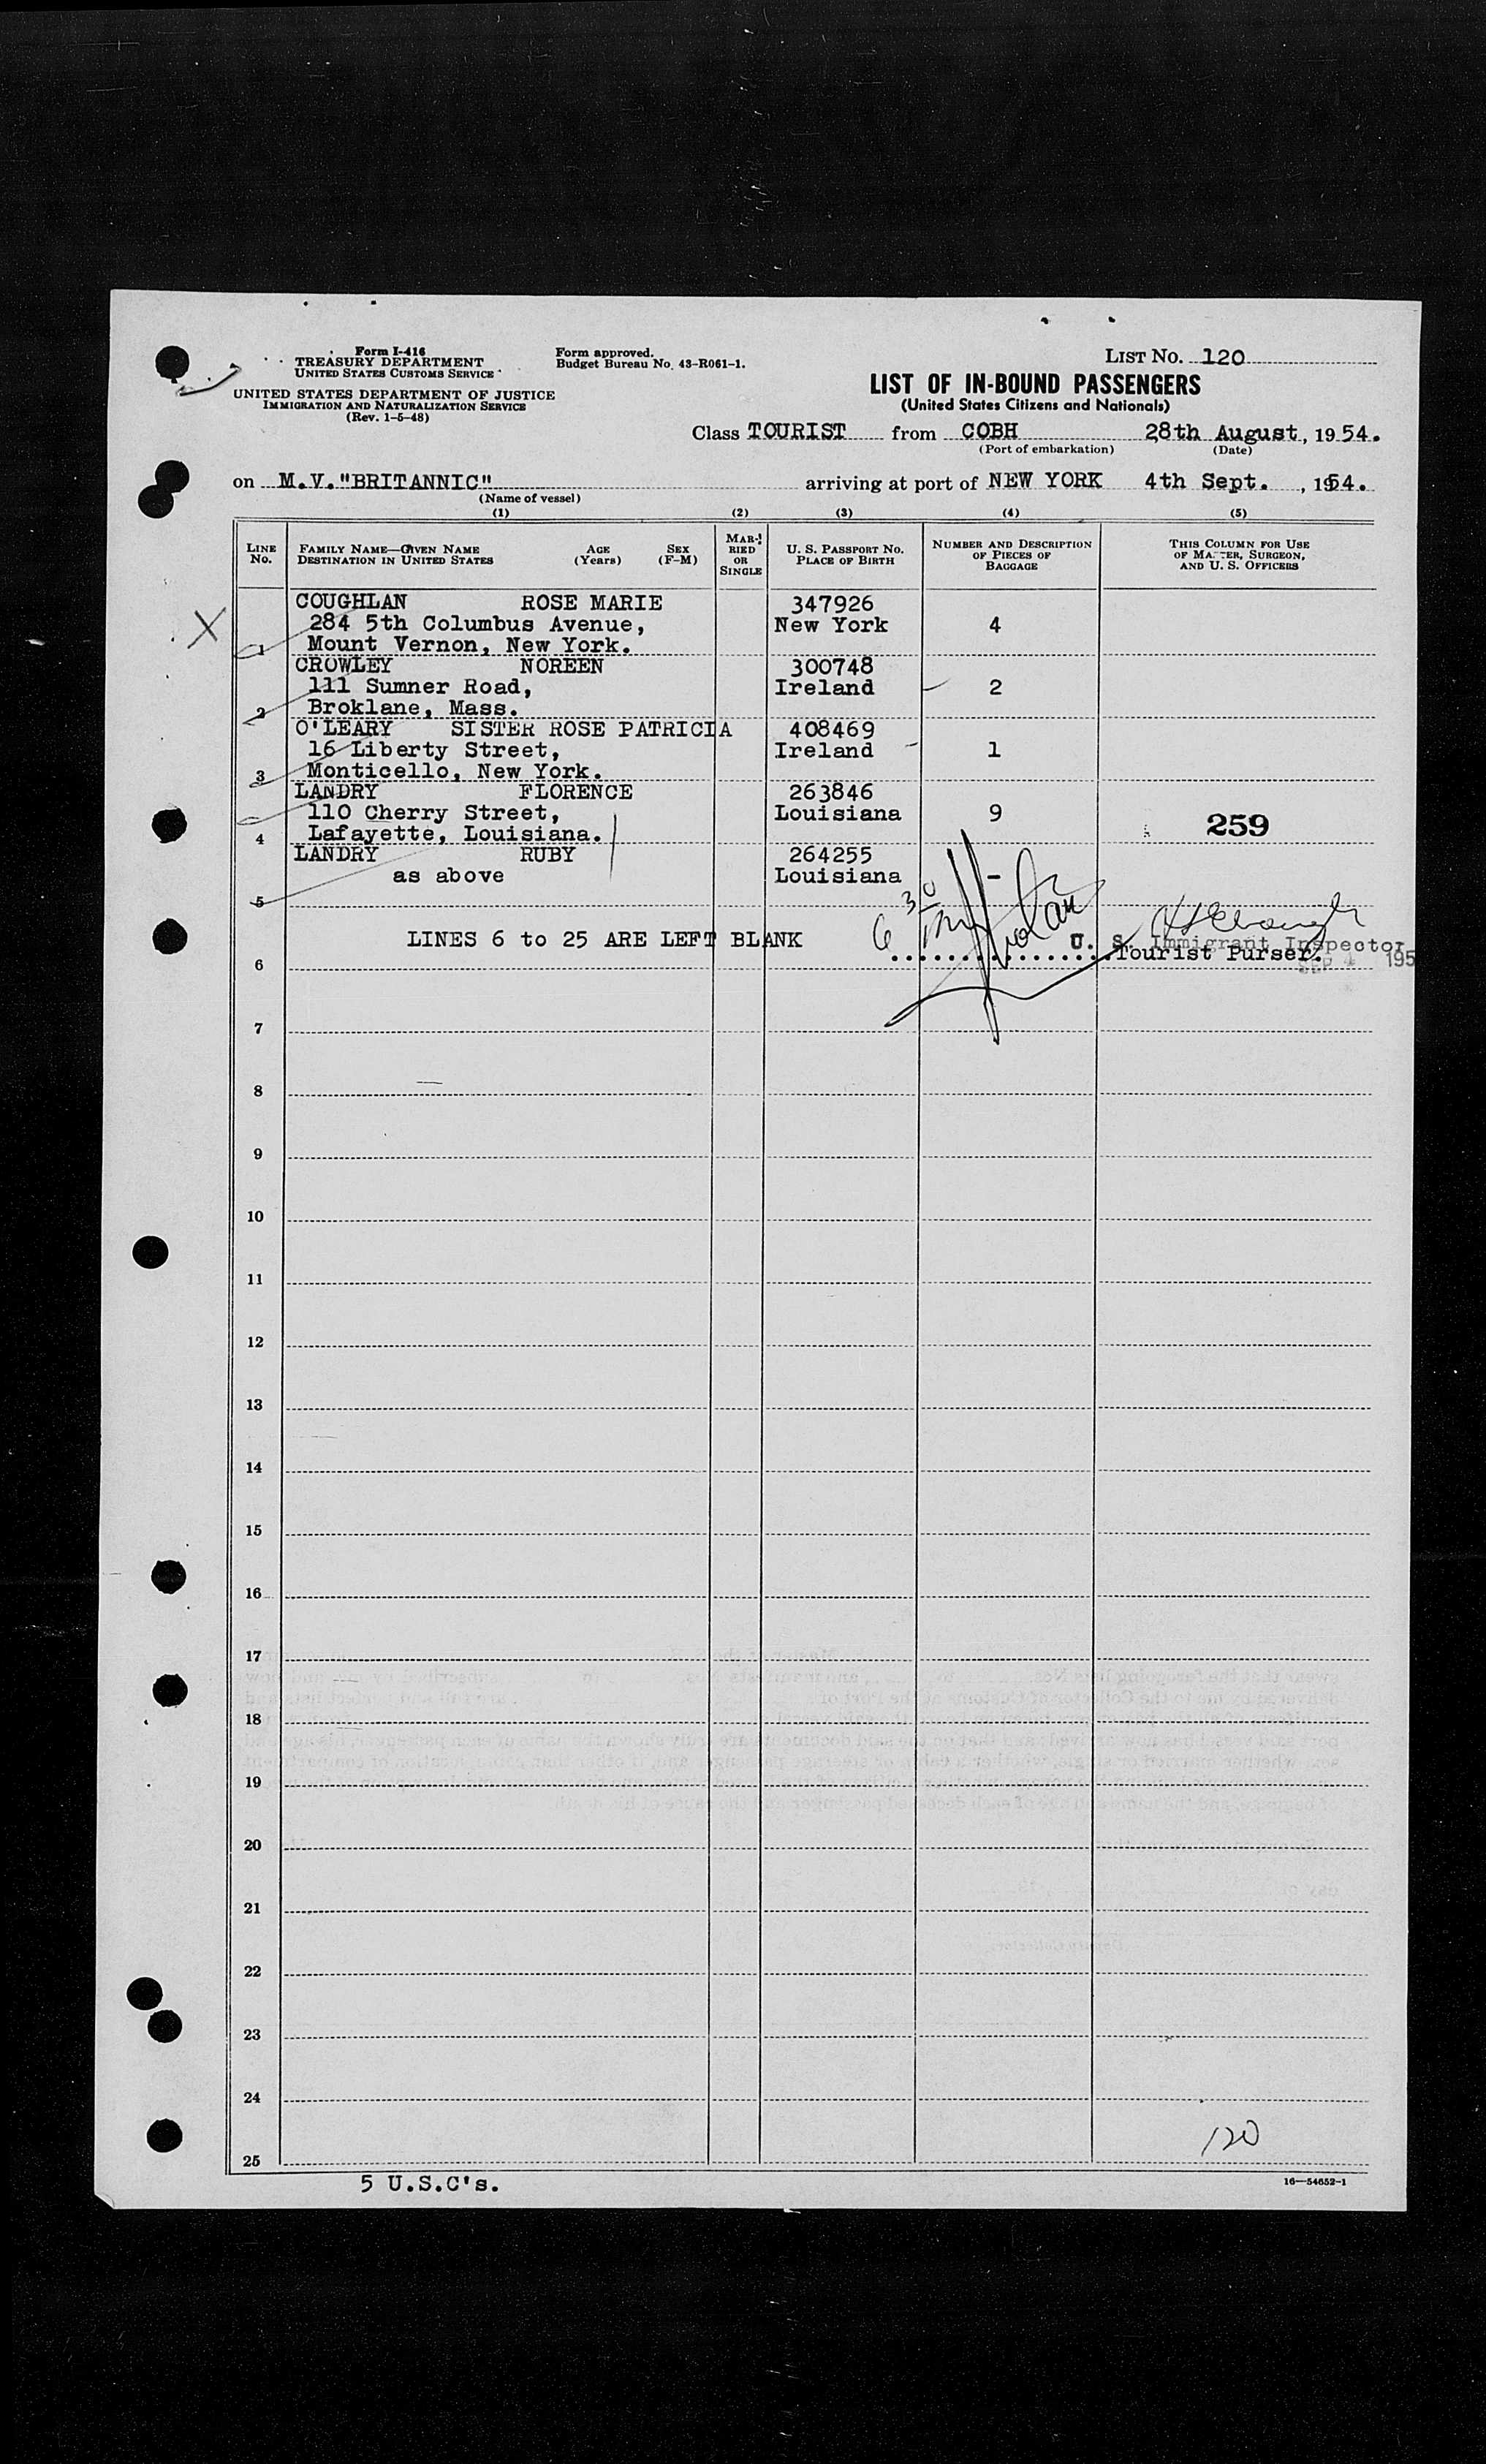 Form I-416
TREASURY DEPARTMENT
UNITED STATES CUSTOMS SERVICE
UNITED STATES DEPARTMENT OF JUSTICE
IMMIGRATION AND NATURALIZATION SERVICE
(Rev. 1-5-48)
Form approved.
Budget Bureau No. 43-R061-1.
LIST No. 120
LIST OF IN-BOUND PASSENGERS
(United States Citizens and Nationals)
Class TOURIST from COBH 28th August, 1954.
(Port of embarkation) (Date)
on M.V."BRITANNIC" arriving at port of NEW YORK 4th Sept. , 1954.
(Name of vessel)
(1) (2) (3) (4) (5)
LINE No.
FAMILY NAME—GIVEN NAME DESTINATION IN UNITED STATES
AGE (Years)
SEX (F-M)
MARRIED OR SINGLE
U. S. PASSPORT NO. PLACE OF BIRTH
NUMBER AND DESCRIPTION OF PIECES OF BAGGAGE
THIS COLUMN FOR USE OF MASTER, SURGEON, AND U. S. OFFICERS
X
COUGHLAN ROSE MARIE 347926
284 5th Columbus Avenue, New York 4
1 Mount Vernon, New York.
CROWLEY NOREEN 300748
111 Sumner Road, Ireland 2
2 Broklane, Mass.
O'LEARY SISTER ROSE PATRICIA 408469
16 Liberty Street, Ireland 1
3 Monticello, New York.
LANDRY FLORENCE 263846
110 Cherry Street, Louisiana 9
4 Lafayette, Louisiana. 259
LANDRY RUBY 264255
as above Louisiana -
5
LINES 6 to 25 ARE LEFT BLANK
U. S. Immigrant Inspector
Tourist Purser.
SEP 4 195
6
7
8
9
10
11
12
13
14
15
16
17
18
19
20
21
22
23
24
120
25
5 U.S.C's.
16—54652-1